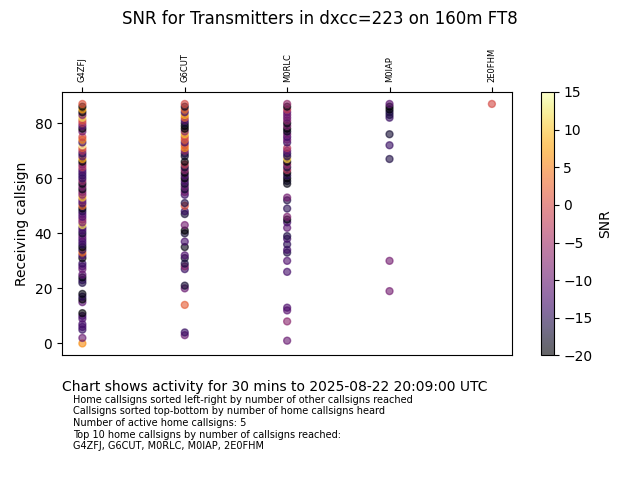 SNR for Transmitters in dxcc=223 on 160m FT8
G4ZFJ
G6CUT
M0RLC
M0IAP
2E0FHM
80
60
40
20
0
Receiving callsign
15
10
5
0
−5
−10
−15
−20
SNR
Chart shows activity for 30 mins to 2025-08-22 20:09:00 UTC
Home callsigns sorted left-right by number of other callsigns reached
Callsigns sorted top-bottom by number of home callsigns heard
Number of active home callsigns: 5
Top 10 home callsigns by number of callsigns reached:
G4ZFJ, G6CUT, M0RLC, M0IAP, 2E0FHM